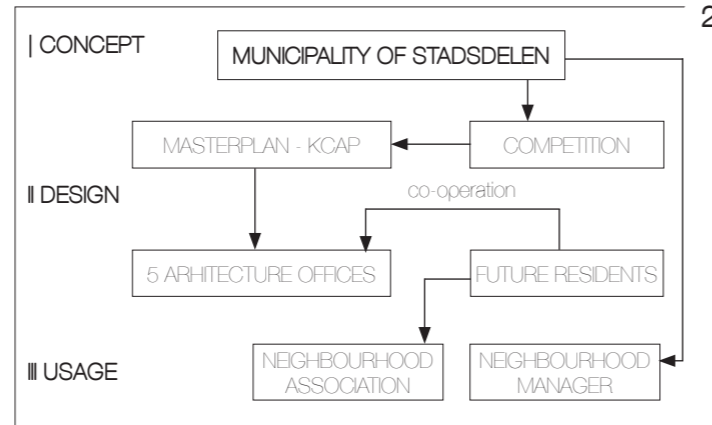 2
| CONCEPT
MUNICIPALITY OF STADSDELEN
MASTERPLAN - KCAP
COMPETITION
II DESIGN
co-operation
5 ARHITECTURE OFFICES
FUTURE RESIDENTS
III USAGE
NEIGHBOURHOOD
ASSOCIATION
NEIGHBOURHOOD
MANAGER